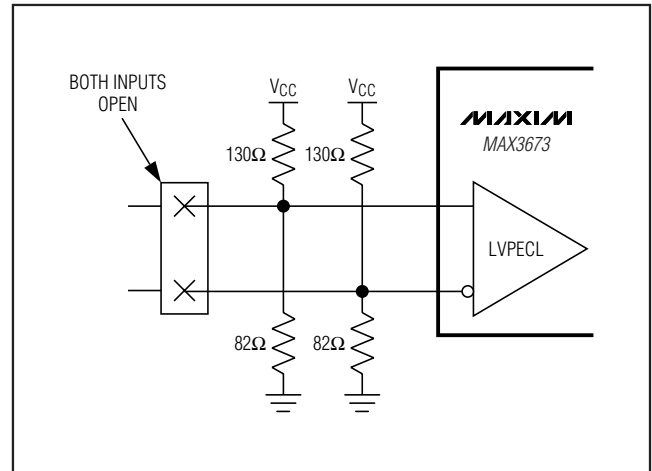 BOTH INPUTS
OPEN
VCC
VCC
MAXIM
MAX3673
130Ω
130Ω
LVPECL
82Ω
82Ω